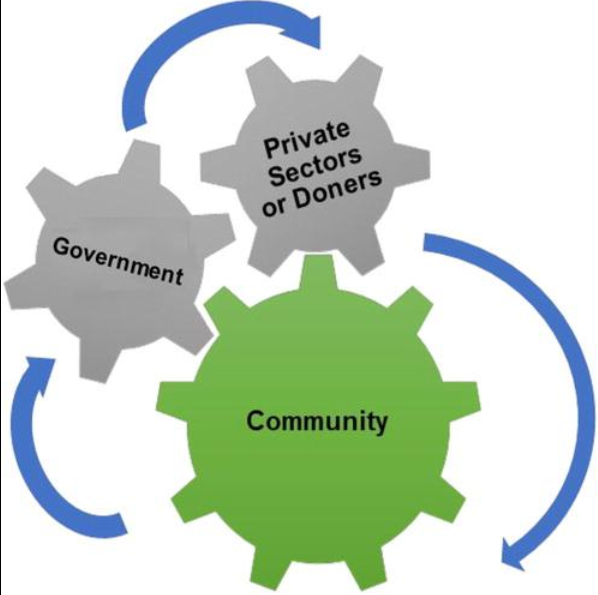 Private
Sectors
or Doners
Government
Community